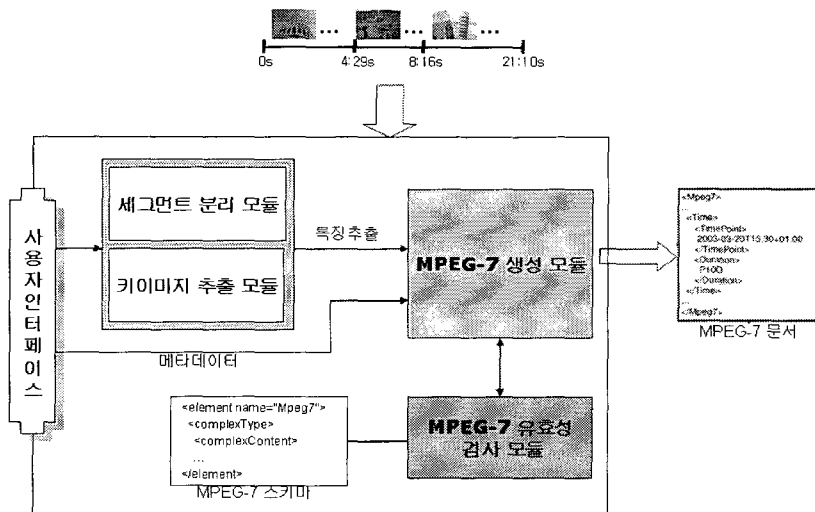 ... ... ...
0s 4:29s 8:16s 21:10s
사용자인터페이스
세그먼트 분리 모듈
키이미지 추출 모듈
특징추출
메타데이터
MPEG-7 생성 모듈
MPEG-7 유효성
검사 모듈
<element name="Mpeg7">
<complexType>
<complexContent>
...
</element>
MPEG-7 스키마
<Mpeg7>
...
<Time>
<TimePoint>
</TimePoint>
<Duration>
P10D
</Duration>
</Time>
...
</Mpeg7>
MPEG-7 문서